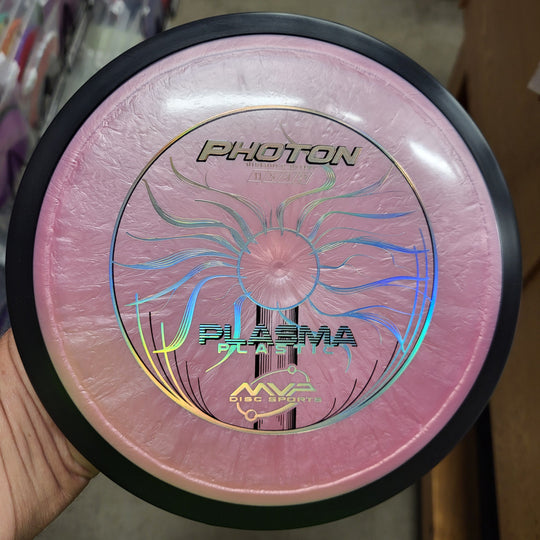 PHOTON
PLASMA
PLASTIC
MVP
DISC SPORTS